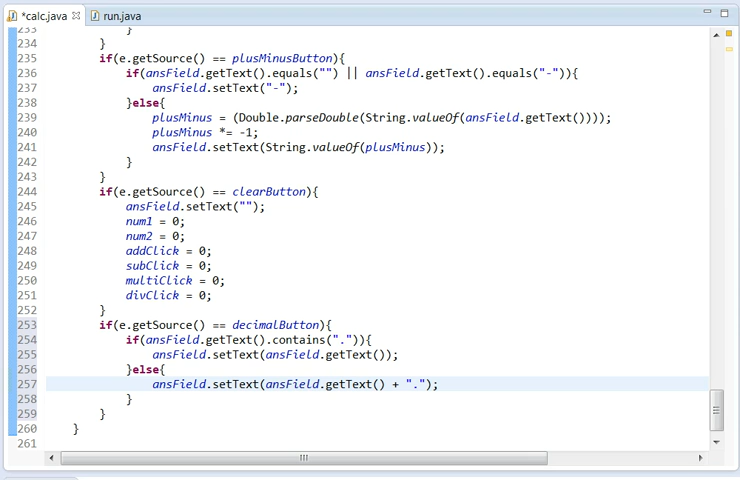 *calc.java run.java
233 }
234 }
235 if(e.getSource() == plusMinusButton){
236 if(ansField.getText().equals("") || ansField.getText().equals("-")){
237 ansField.setText("-");
238 }else{
239 plusMinus = (Double.parseDouble(String.valueOf(ansField.getText())));
240 plusMinus *= -1;
241 ansField.setText(String.valueOf(plusMinus));
242 }
243 }
244 if(e.getSource() == clearButton){
245 ansField.setText("");
246 num1 = 0;
247 num2 = 0;
248 addClick = 0;
249 subClick = 0;
250 multiClick = 0;
251 divClick = 0;
252 }
253 if(e.getSource() == decimalButton){
254 if(ansField.getText().contains(".")){
255 ansField.setText(ansField.getText());
256 }else{
257 ansField.setText(ansField.getText() + ".");
258 }
259 }
260 }
261